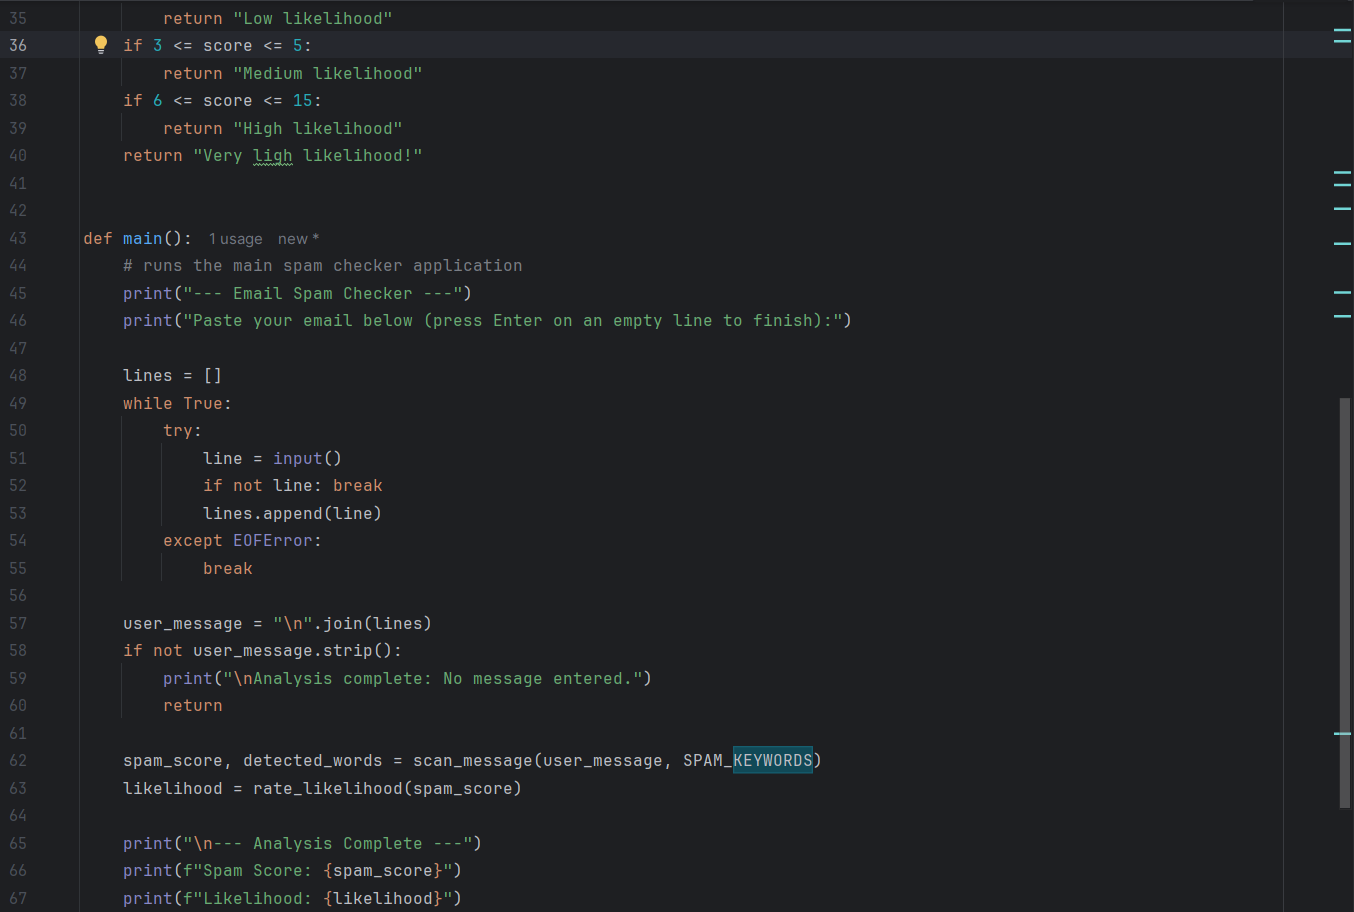 35 return "Low likelihood"
36 if 3 <= score <= 5:
37 return "Medium likelihood"
38 if 6 <= score <= 15:
39 return "High likelihood"
40 return "Very ligh likelihood!"
41
42
43 def main(): 1 usage new *
44 # runs the main spam checker application
45 print("--- Email Spam Checker ---")
46 print("Paste your email below (press Enter on an empty line to finish):")
47
48 lines = []
49 while True:
50 try:
51 line = input()
52 if not line: break
53 lines.append(line)
54 except EOFError:
55 break
56
57 user_message = "\n".join(lines)
58 if not user_message.strip():
59 print("\nAnalysis complete: No message entered.")
60 return
61
62 spam_score, detected_words = scan_message(user_message, SPAM_KEYWORDS)
63 likelihood = rate_likelihood(spam_score)
64
65 print("\n--- Analysis Complete ---")
66 print(f"Spam Score: {spam_score}")
67 print(f"Likelihood: {likelihood}")